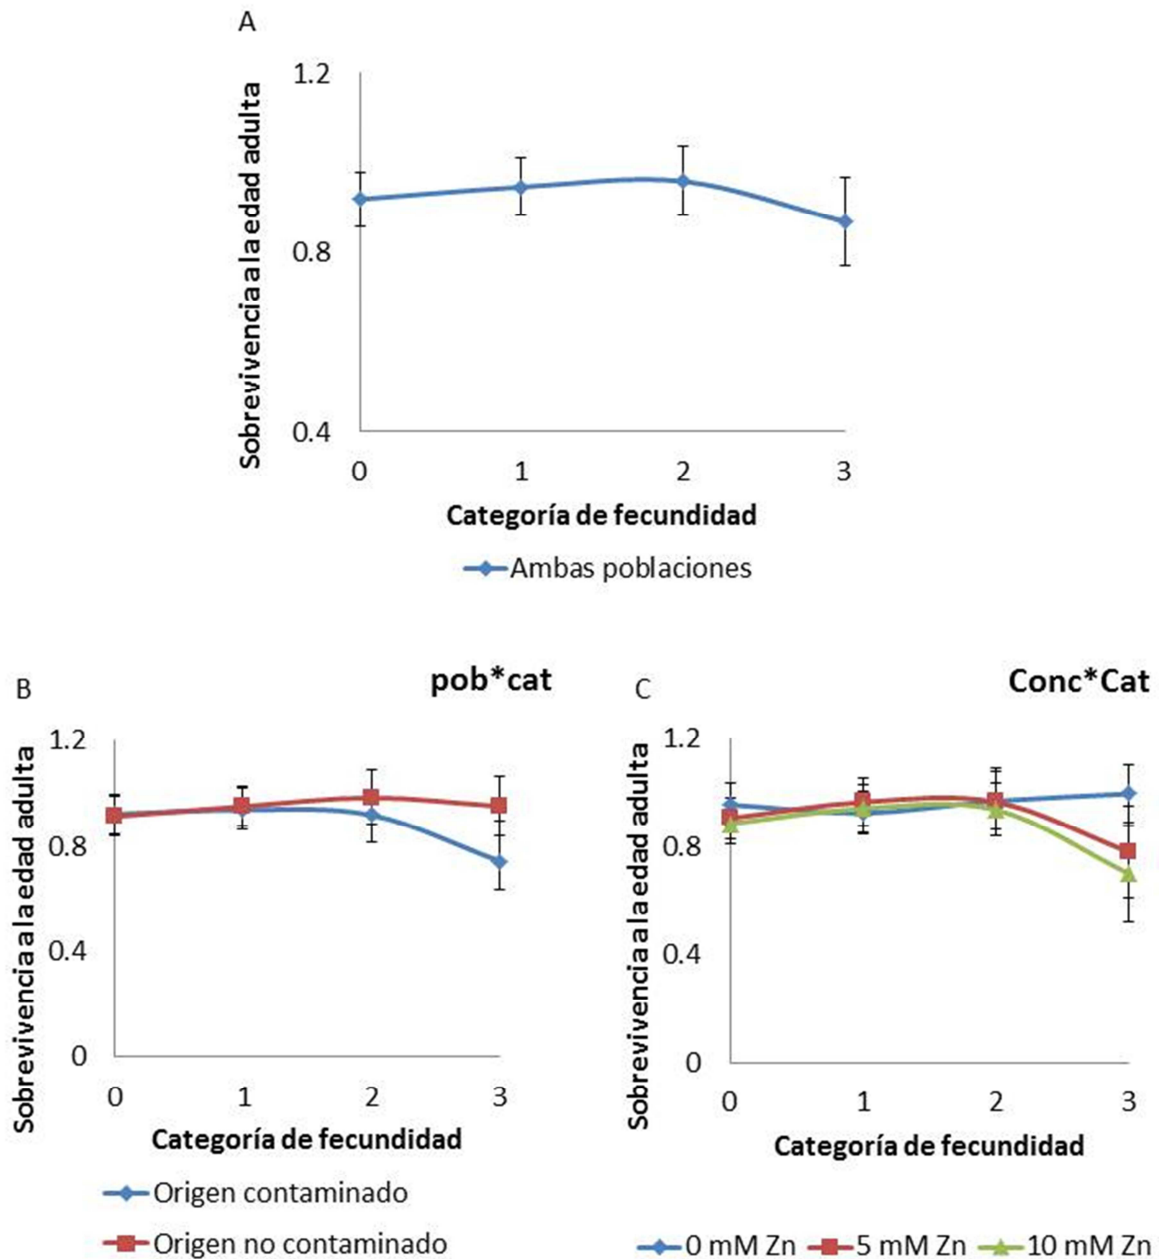 A
Sobrevivencia a la edad adulta
1.2
0.8
0.4
0 1 2 3
Categoría de fecundidad
Ambas poblaciones
B
pob*cat
Sobrevivencia a la edad adulta
1.2
0.8
0.4
0
0 1 2 3
Categoría de fecundidad
Origen contaminado
Origen no contaminado
C
Conc*Cat
Sobrevivencia a la edad adulta
1.2
0.8
0.4
0
0 1 2 3
Categoría de fecundidad
0 mM Zn 5 mM Zn 10 mM Zn